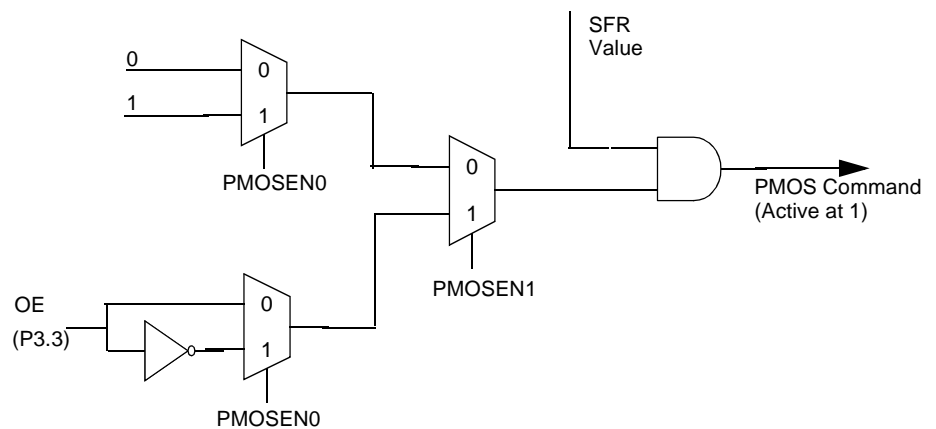 SFR
Value
0
0
1
1
PMOSEN0
0
1
PMOS Command
(Active at 1)
PMOSEN1
OE
(P3.3)
0
1
PMOSEN0